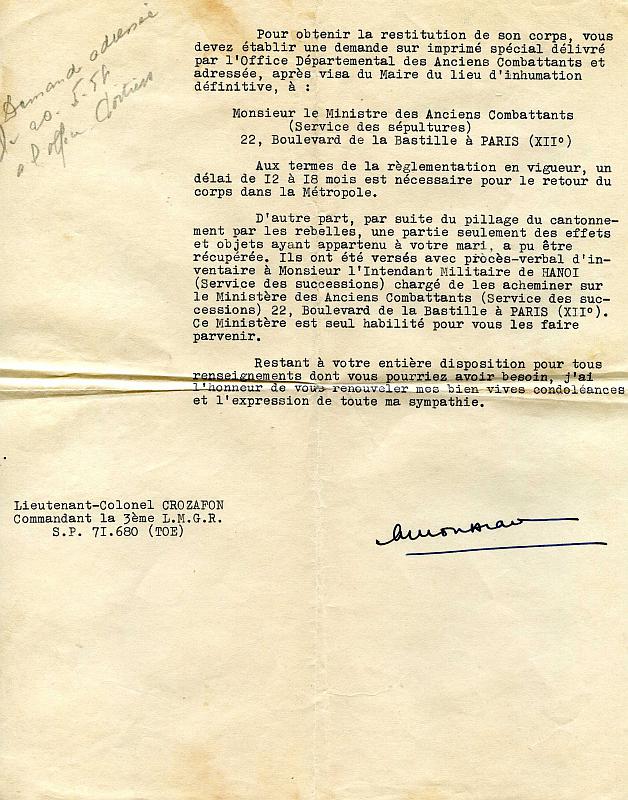 Demande adressée
20.5.54
Pour obtenir la restitution de son corps, vous
devez établir une demande sur imprimé spécial délivré
par l'Office Départemental des Anciens Combattants et
adressée, après visa du Maire du lieu d'inhumation
définitive, à :
Monsieur le Ministre des Anciens Combattants
(Service des sépultures)
22, Boulevard de la Bastille à PARIS (XIIº)
Aux termes de la règlementation en vigueur, un
délai de I2 à I8 mois est nécessaire pour le retour du
corps dans la Métropole.
D'autre part, par suite du pillage du cantonne-
ment par les rebelles, une partie seulement des effets
et objets ayant appartenu à votre mari, a pu être
récupérée. Ils ont été versés avec procès-verbal d'in-
ventaire à Monsieur l'Intendant Militaire de HANOI
(Service des successions) chargé de les acheminer sur
le Ministère des Anciens Combattants (Service des suc-
cessions) 22, Boulevard de la Bastille à PARIS (XIIº).
Ce Ministère est seul habilité pour vous les faire
parvenir.
Restant à votre entière disposition pour tous
renseignements dont vous pourriez avoir besoin, j'ai
l'honneur de vous renouveler mes bien vives condoléances
et l'expression de toute ma sympathie.
Lieutenant-Colonel CROZAFON
Commandant la 3ème L.M.G.R.
S.P. 7I.680 (TOE)